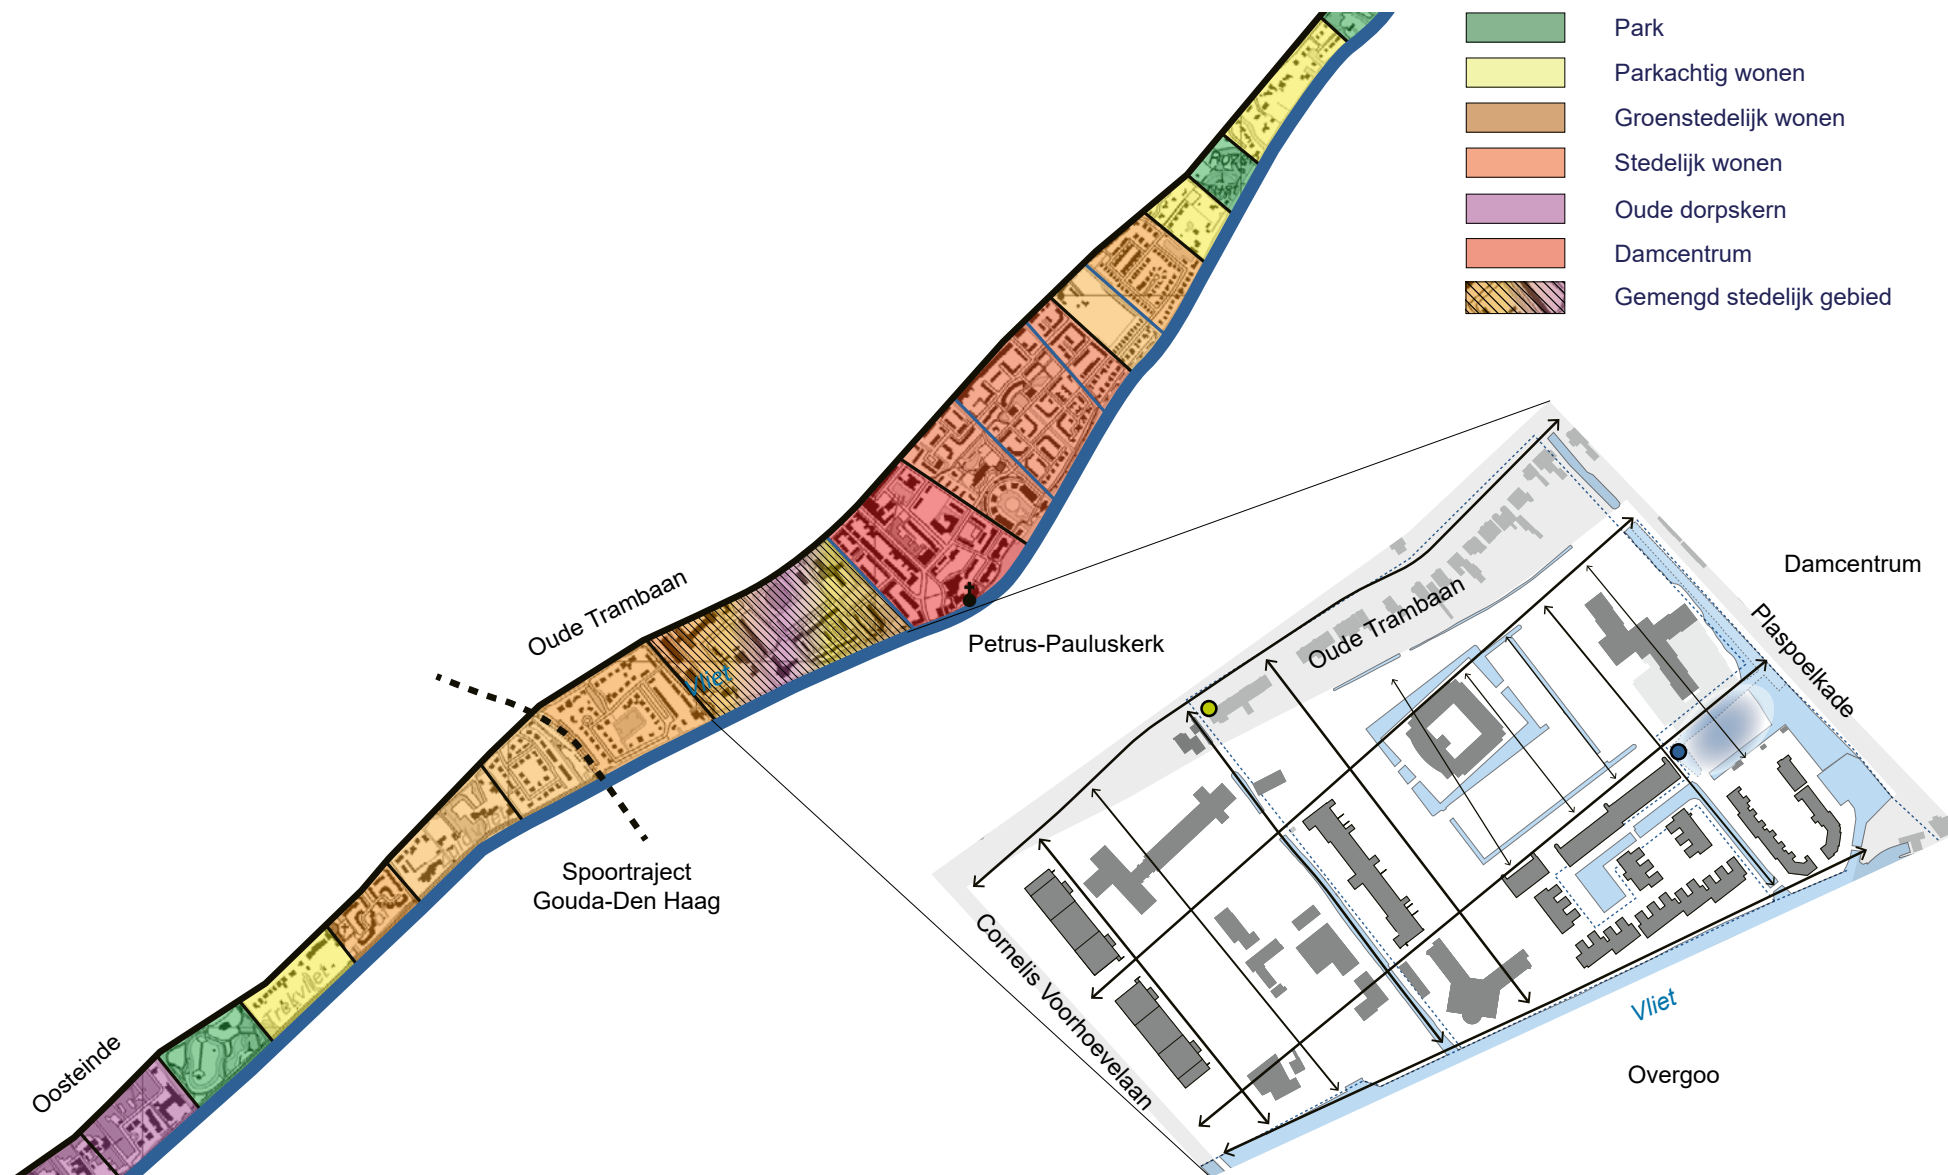 Park
Parkachtig wonen
Groenstedelijk wonen
Stedelijk wonen
Oude dorpskern
Damcentrum
Gemengd stedelijk gebied
Damcentrum
Plaspoelkade
Oude Trambaan
Oude Trambaan
Petrus-Pauluskerk
Vliet
Spoortraject
Gouda-Den Haag
Cornelis Voorhoevelaan
Trekvliet
Vliet
Oosteinde
Overgoo